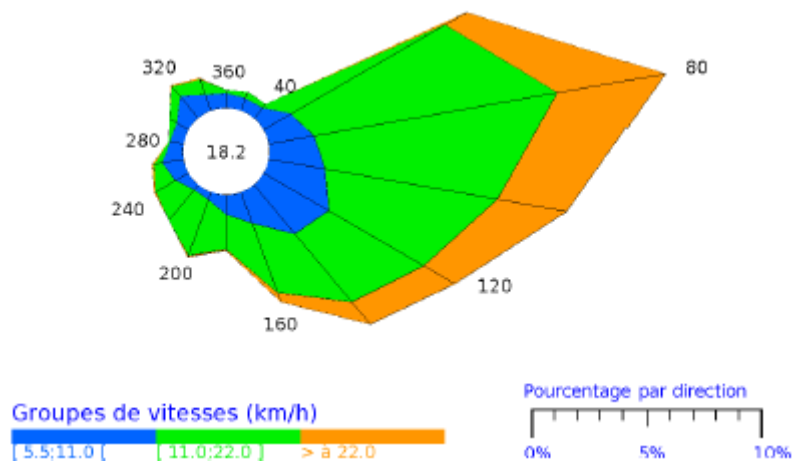 320
360
40
80
280
18.2
240
200
120
160
Groupes de vitesses (km/h)
[ 5.5;11.0 [
[ 11.0;22.0 ]
> à 22.0
Pourcentage par direction
0%
5%
10%